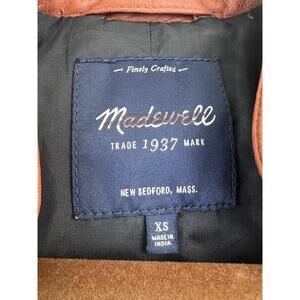 — Finely Crafted —
Madewell
TRADE 1937 MARK
NEW BEDFORD, MASS.
XS
MADE IN
INDIA